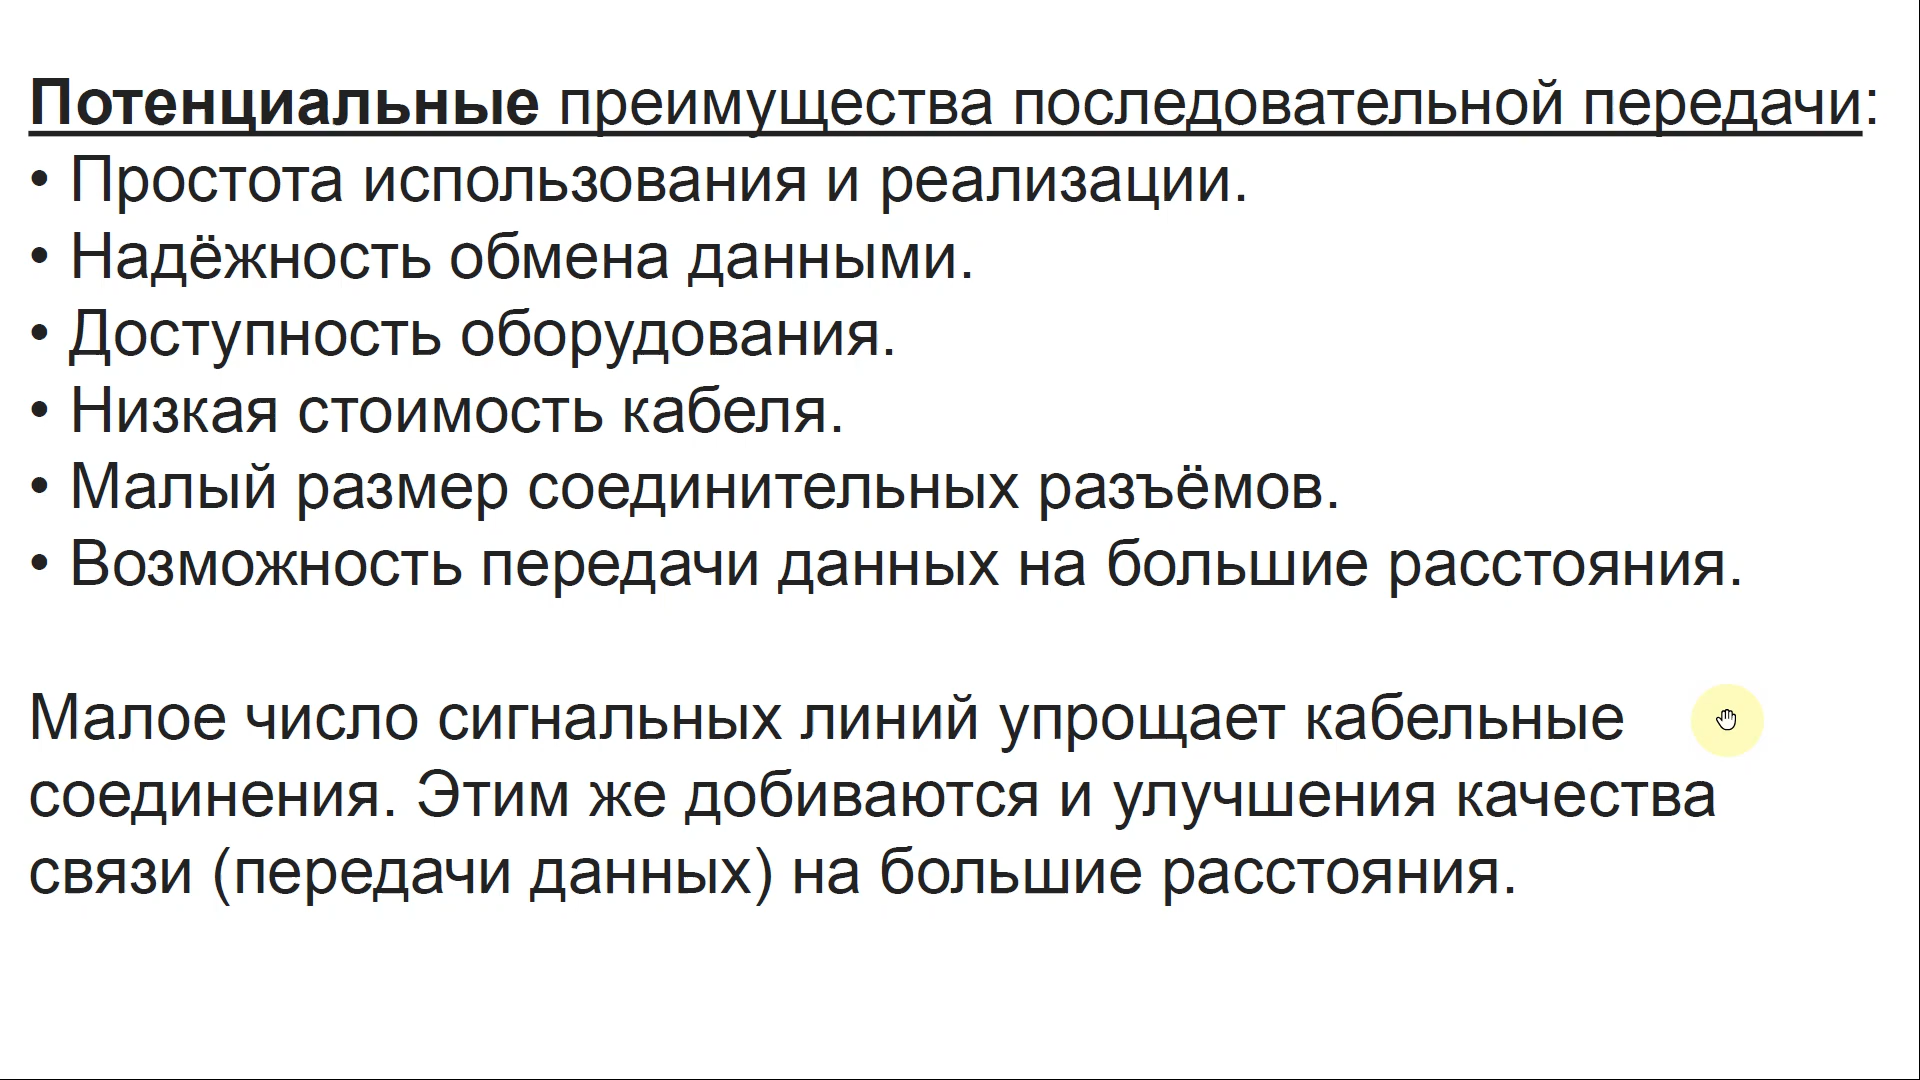 Потенциальные преимущества последовательной передачи:
• Простота использования и реализации.
• Надёжность обмена данными.
• Доступность оборудования.
• Низкая стоимость кабеля.
• Малый размер соединительных разъёмов.
• Возможность передачи данных на большие расстояния.
Малое число сигнальных линий упрощает кабельные
соединения. Этим же добиваются и улучшения качества
связи (передачи данных) на большие расстояния.